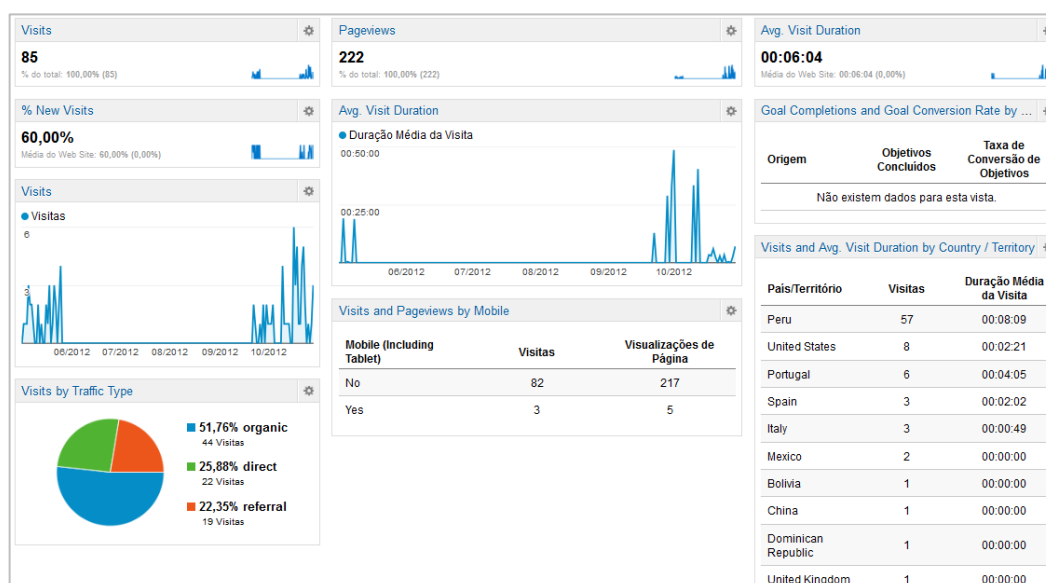 Visits
85
% do total: 100,00% (85)
% New Visits
60,00%
Média do Web Site: 60,00% (0,00%)
Visits
Visitas
6
3
06/2012 07/2012 08/2012 09/2012 10/2012
Visits by Traffic Type
51,76% organic
44 Visitas
25,88% direct
22 Visitas
22,35% referral
19 Visitas
Pageviews
222
% do total: 100,00% (222)
Avg. Visit Duration
Duração Média da Visita
00:50:00
00:25:00
06/2012 07/2012 08/2012 09/2012 10/2012
Visits and Pageviews by Mobile
Mobile (Including Visitas Visualizações de
Tablet) Página
No 82 217
Yes 3 5
Avg. Visit Duration
00:06:04
Média do Web Site: 00:06:04 (0,00%)
Goal Completions and Goal Conversion Rate by ...
Origem Objetivos Concluídos Taxa de Conversão de Objetivos
Não existem dados para esta vista.
Visits and Avg. Visit Duration by Country / Territory
País/Território Visitas Duração Média
da Visita
Peru 57 00:08:09
United States 8 00:02:21
Portugal 6 00:04:05
Spain 3 00:02:02
Italy 3 00:00:49
Mexico 2 00:00:00
Bolivia 1 00:00:00
China 1 00:00:00
Dominican
Republic 1 00:00:00
United Kingdom 1 00:00:00